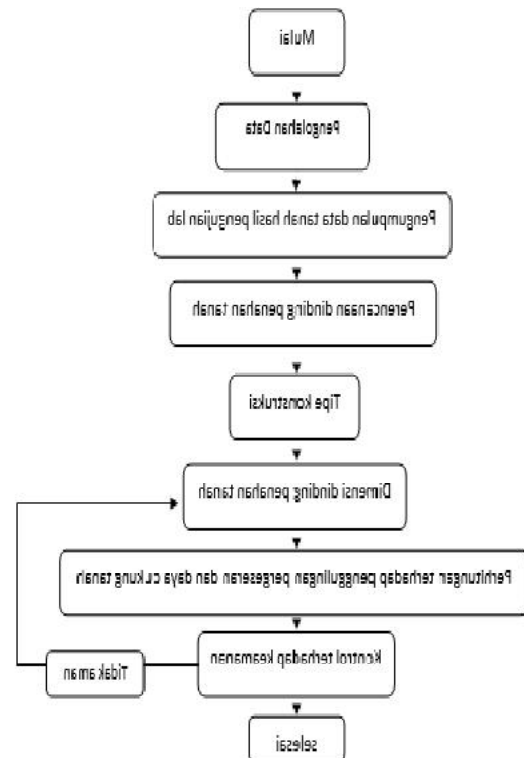 Mulai
Pengolahan Data
Pengumpulan data tanah hasil pengujian lab
Perencanaan dinding penahan tanah
Tipe konstruksi
Dimensi dinding penahan tanah
Perhitungan terhadap penggulingan pergeseran dan daya cukung tanah
Kontrol terhadap keamanan
Tidak aman
selesai